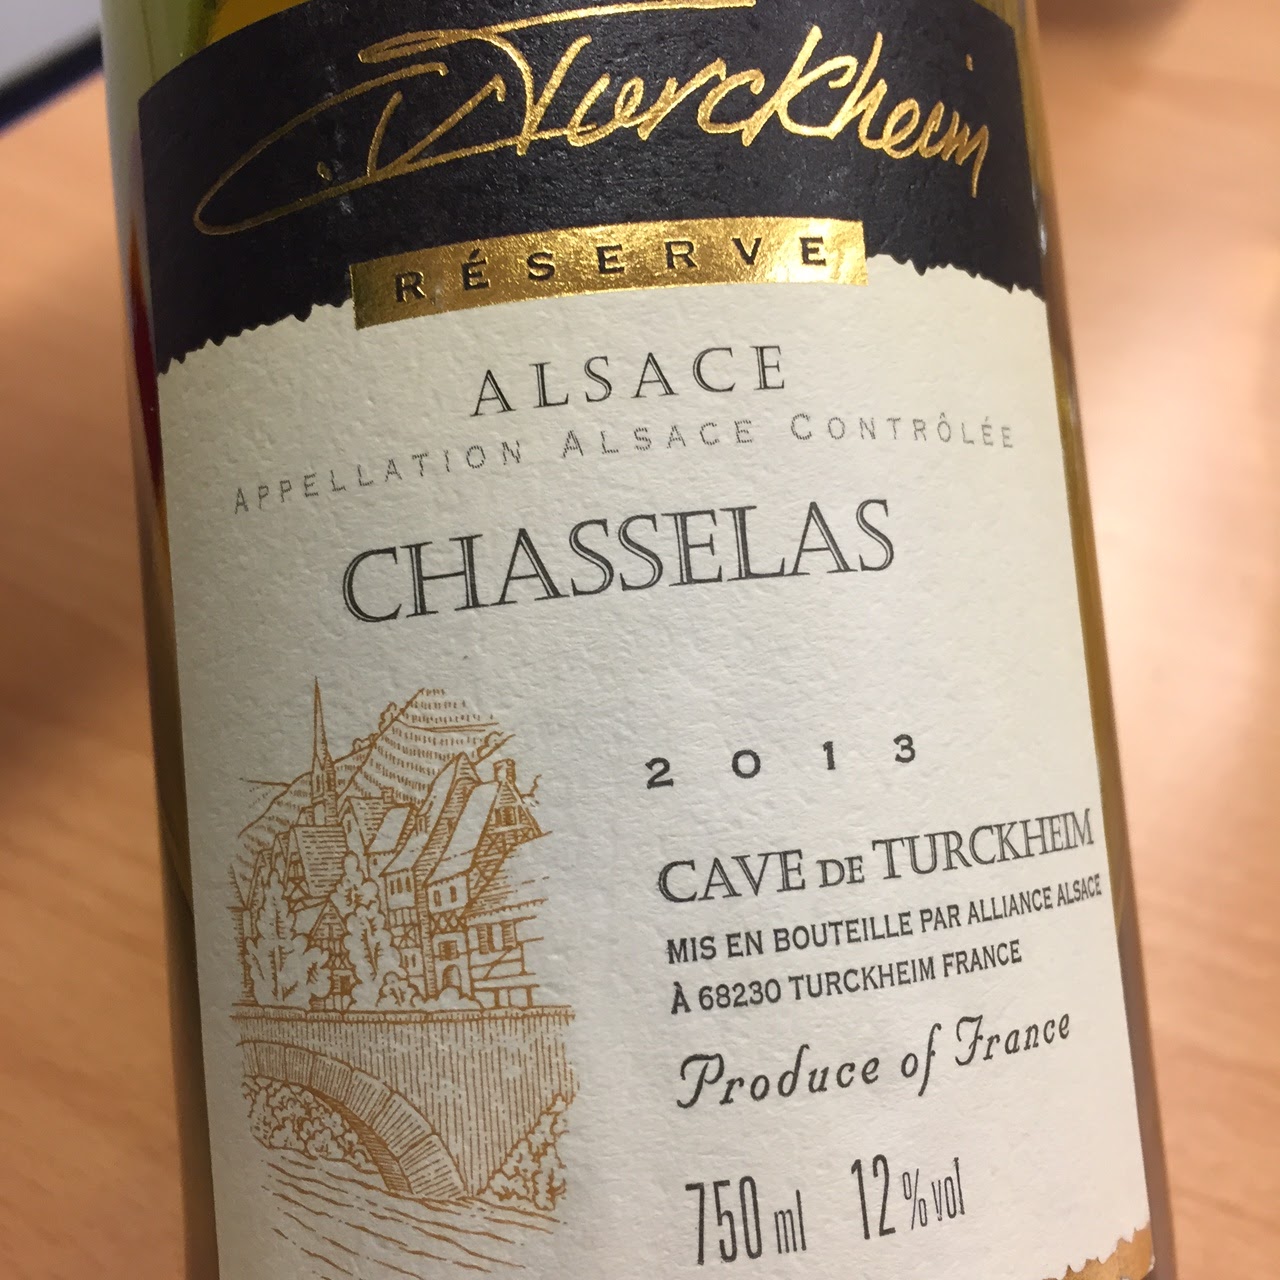 Turckheim
RÉSERVE
ALSACE
APPELLATION ALSACE CONTRÔLÉE
CHASSELAS
2013
CAVE DE TURCKHEIM
MIS EN BOUTEILLE PAR ALLIANCE ALSACE
À 68230 TURCKHEIM FRANCE
Produce of France
750 ml 12 % vol